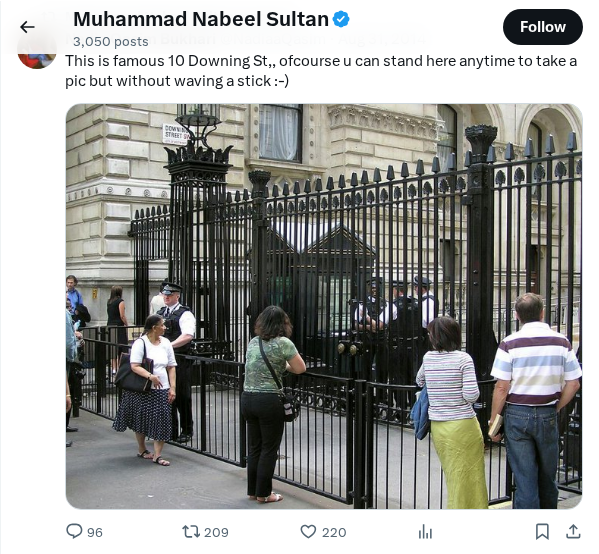 Muhammad Nabeel Sultan
3,050 posts
Follow
This is famous 10 Downing St,, ofcourse u can stand here anytime to take a
pic but without waving a stick :-)
DOWNING
STREET
96
209
220